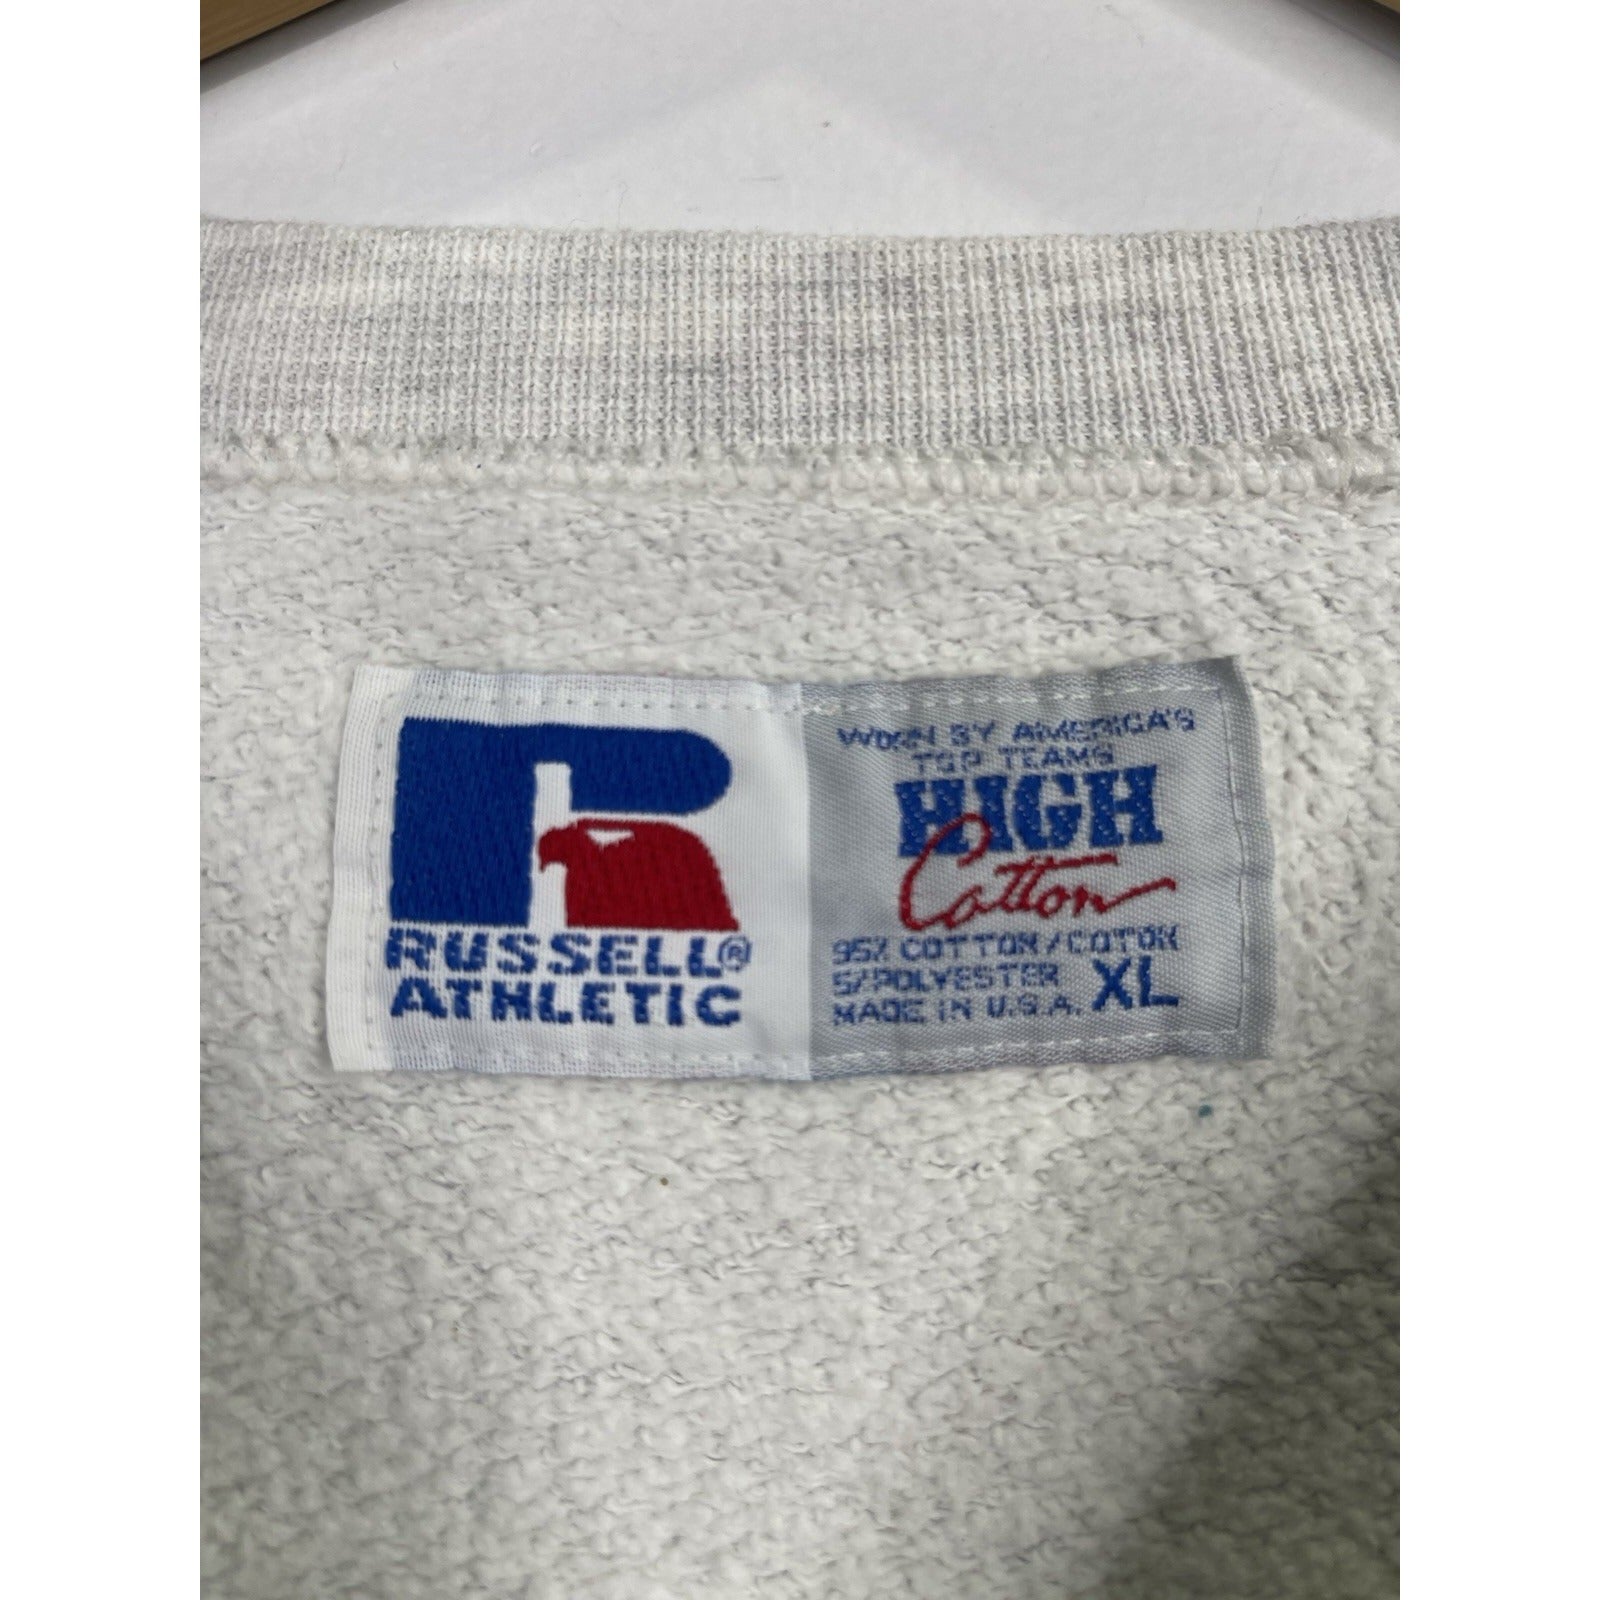 RUSSELL®
ATHLETIC
WORN BY AMERICA'S
TOP TEAMS
HIGH
Cotton
95% COTTON/COTON
5%POLYESTER
MADE IN U.S.A. XL